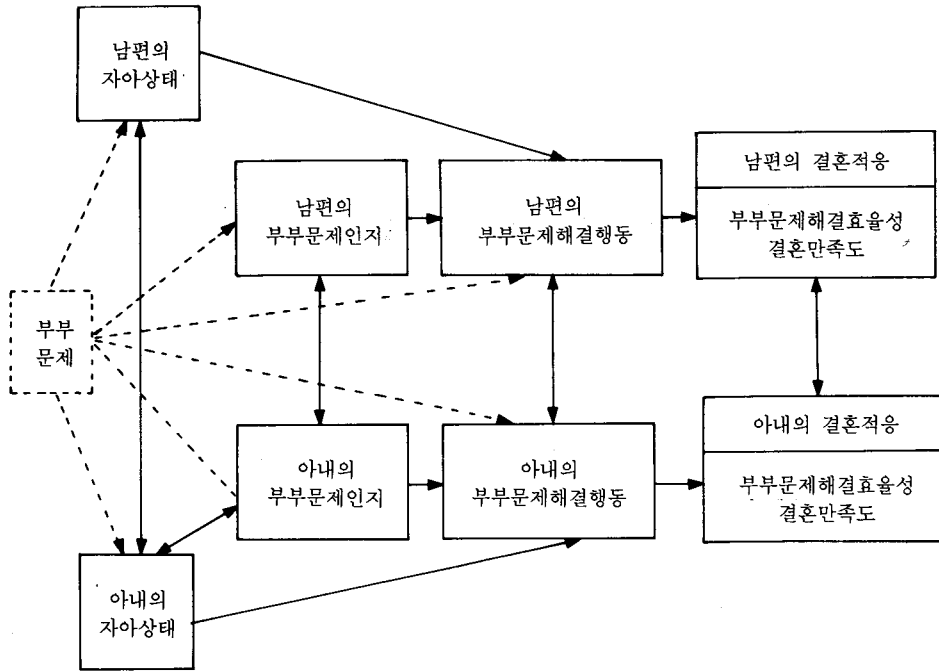 남편의
자아상태
남편의
부부문제인지
남편의
부부문제해결행동
남편의 결혼적응
부부문제해결효율성
결혼만족도
부부
문제
아내의
부부문제인지
아내의
부부문제해결행동
아내의 결혼적응
부부문제해결효율성
결혼만족도
아내의
자아상태